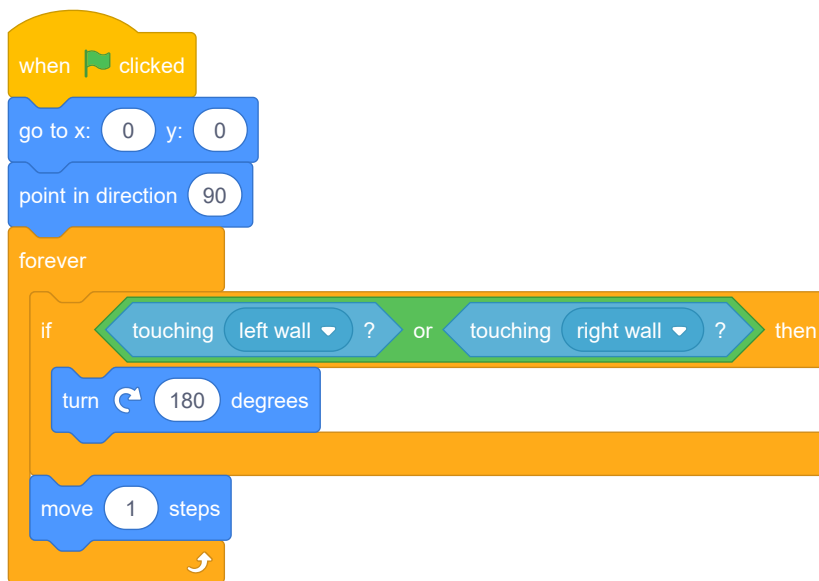 when clicked
go to x: 0 y: 0
point in direction 90
forever
if touching left wall ? or touching right wall ? then
turn 180 degrees
move 1 steps